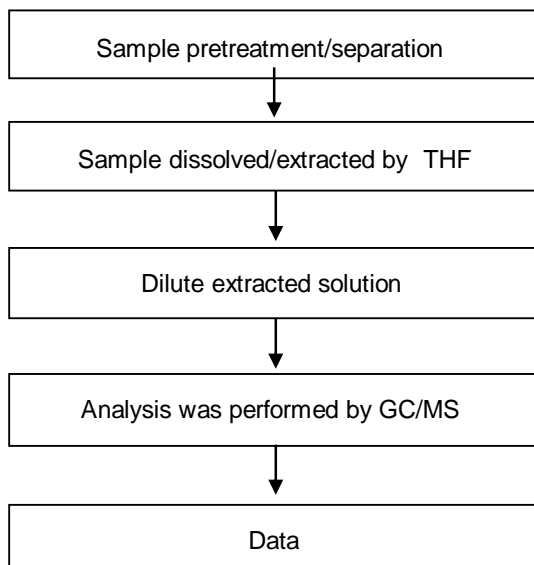 Sample pretreatment/separation
Sample dissolved/extracted by THF
Dilute extracted solution
Analysis was performed by GC/MS
Data